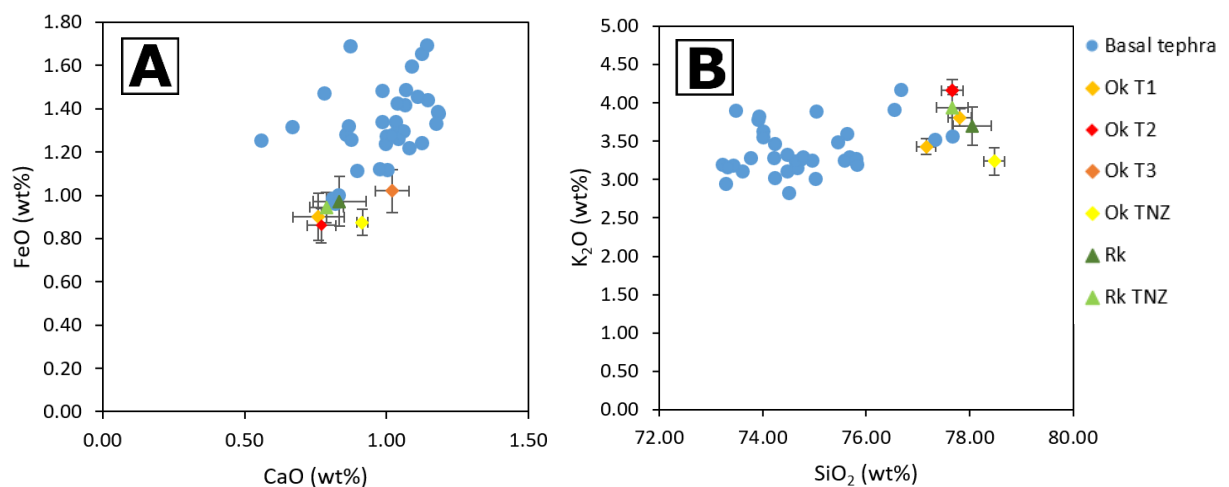 A
1.80
1.60
1.40
1.20
1.00
0.80
0.60
0.40
0.20
0.00
FeO (wt%)
0.00 0.50 1.00 1.50
CaO (wt%)
B
5.00
4.50
4.00
3.50
3.00
2.50
2.00
1.50
1.00
0.50
0.00
K₂O (wt%)
72.00 74.00 76.00 78.00 80.00
SiO₂ (wt%)
Basal tephra
Ok T1
Ok T2
Ok T3
Ok TNZ
Rk
Rk TNZ